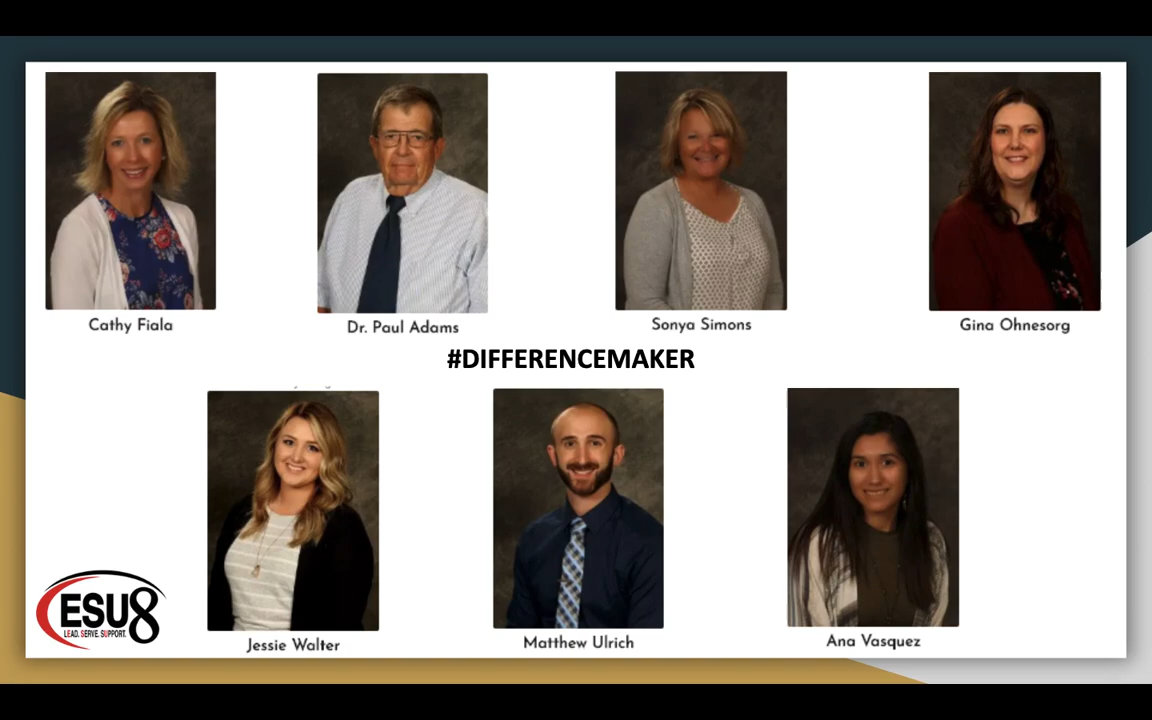 Cathy Fiala
Dr. Paul Adams
Sonya Simons
Gina Ohnesorg
#DIFFERENCEMAKER
Jessie Walter
Matthew Ulrich
Ana Vasquez
ESU8
LEAD. SERVE. SUPPORT.